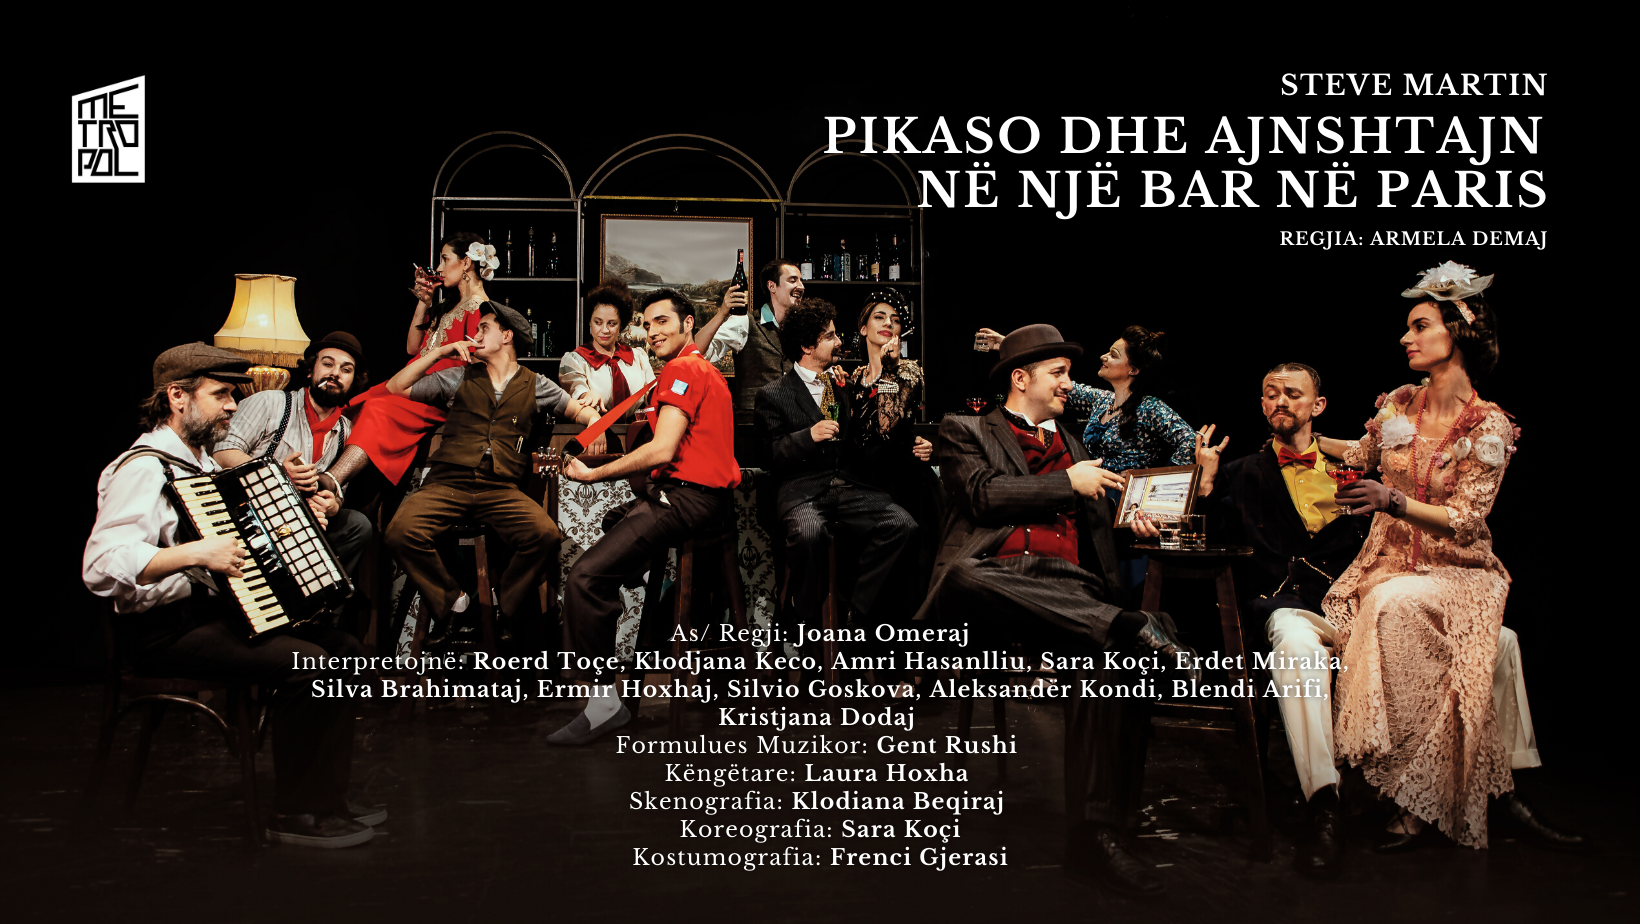 METROPOL
STEVE MARTIN
PIKASO DHE AJNSHTAJN
NË NJË BAR NË PARIS
REGJIA: ARMELA DEMAJ
As/ Regji: Joana Omeraj
Interpretojnë: Roerd Toçe, Klodjana Keco, Amri Hasanlliu, Sara Koçi, Erdet Miraka,
Silva Brahimataj, Ermir Hoxhaj, Silvio Goskova, Aleksandër Kondi, Blendi Arifi,
Kristjana Dodaj
Formulues Muzikor: Gent Rushi
Këngëtare: Laura Hoxha
Skenografia: Klodiana Beqiraj
Koreografia: Sara Koçi
Kostumografia: Frenci Gjerasi